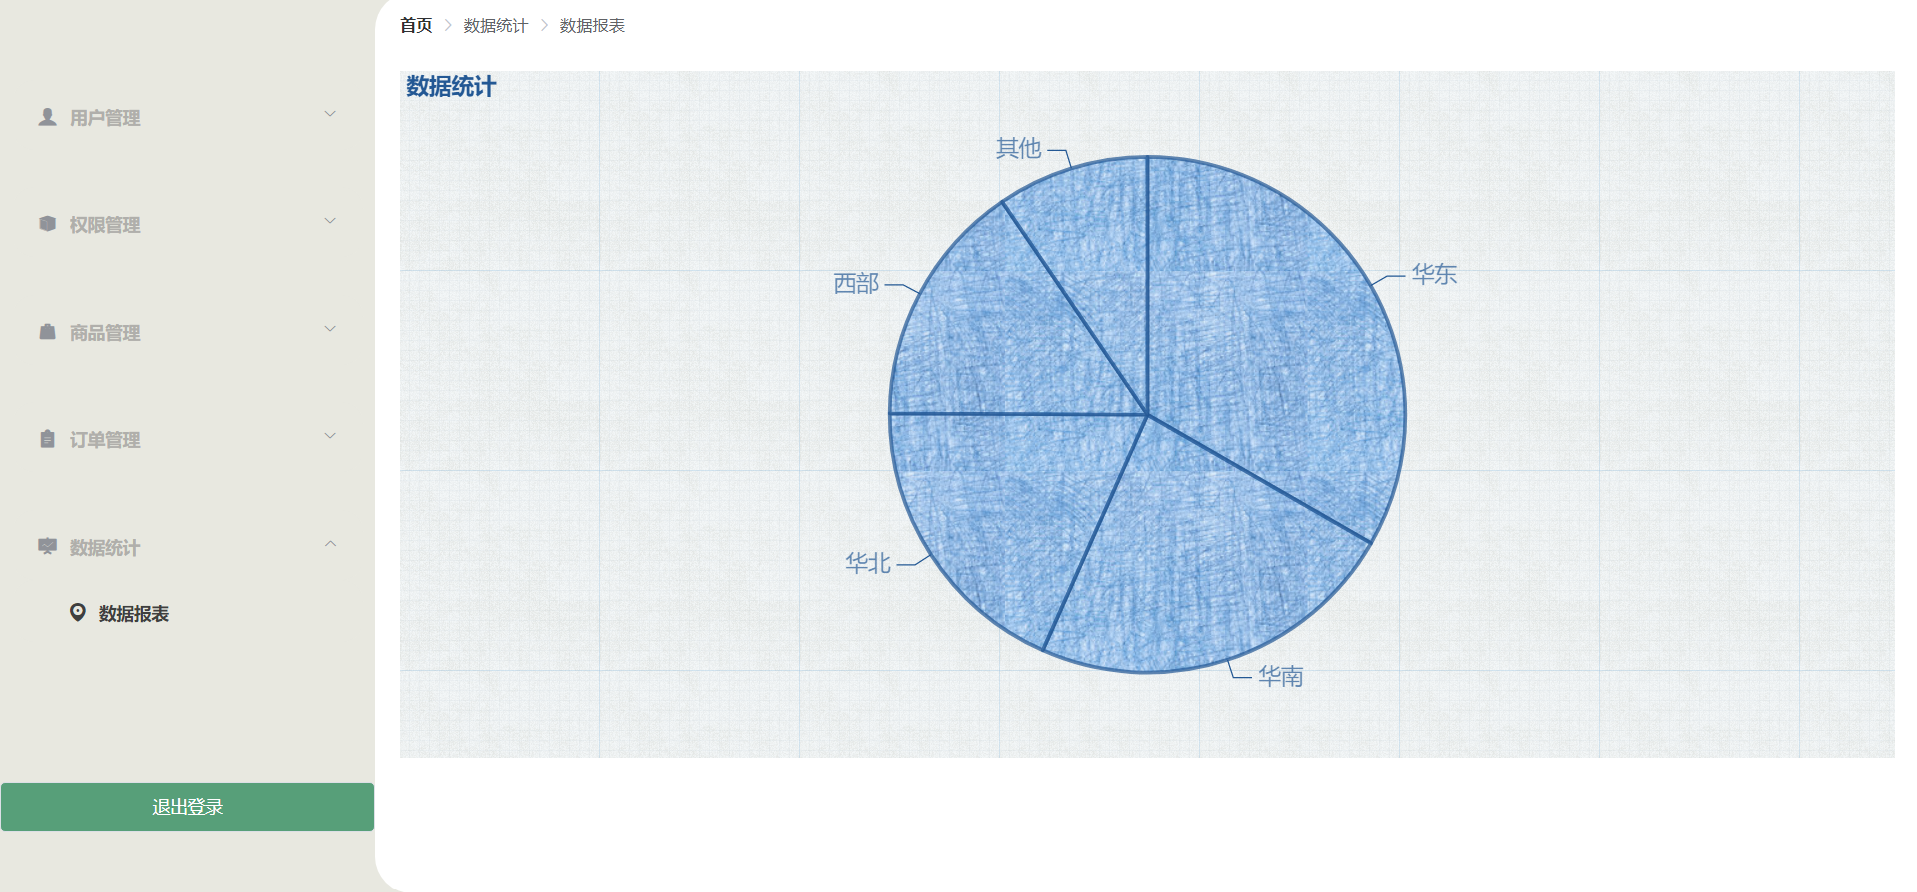 首页 数据统计 数据报表
用户管理
权限管理
商品管理
订单管理
数据统计
数据报表
退出登录
数据统计
其他
华东
西部
华北
华南